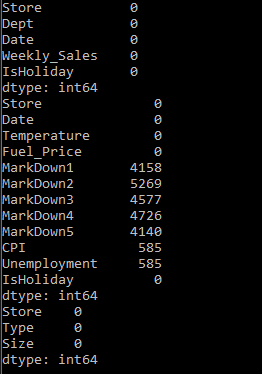 Store 0
Dept 0
Date 0
Weekly_Sales 0
IsHoliday 0
dtype: int64
Store 0
Date 0
Temperature 0
Fuel_Price 0
MarkDown1 4158
MarkDown2 5269
MarkDown3 4577
MarkDown4 4726
MarkDown5 4140
CPI 585
Unemployment 585
IsHoliday 0
dtype: int64
Store 0
Type 0
Size 0
dtype: int64